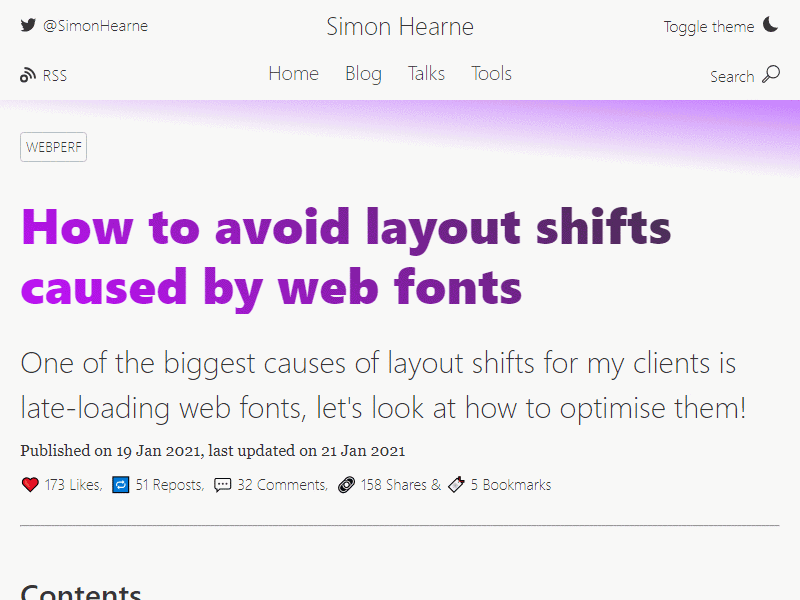 @SimonHearne
Simon Hearne
Toggle theme
RSS
Home Blog Talks Tools
Search
WEBPERF
How to avoid layout shifts
caused by web fonts
One of the biggest causes of layout shifts for my clients is
late-loading web fonts, let's look at how to optimise them!
Published on 19 Jan 2021, last updated on 21 Jan 2021
173 Likes, 51 Reposts, 32 Comments, 158 Shares & 5 Bookmarks
Contents